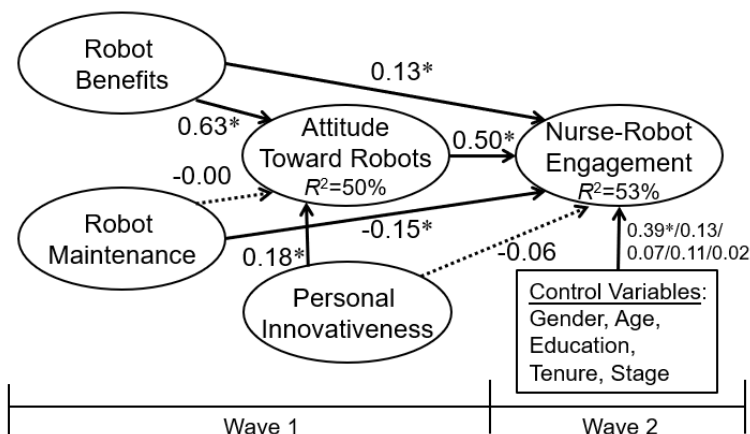 Robot
Benefits
0.13*
0.63*
Attitude
Toward Robots
R²=50%
0.50*
Nurse-Robot
Engagement
R²=53%
-0.00
Robot
Maintenance
-0.15*
0.18*
-0.06
0.39*/0.13/
0.07/0.11/0.02
Personal
Innovativeness
Control Variables:
Gender, Age,
Education,
Tenure, Stage
Wave 1
Wave 2